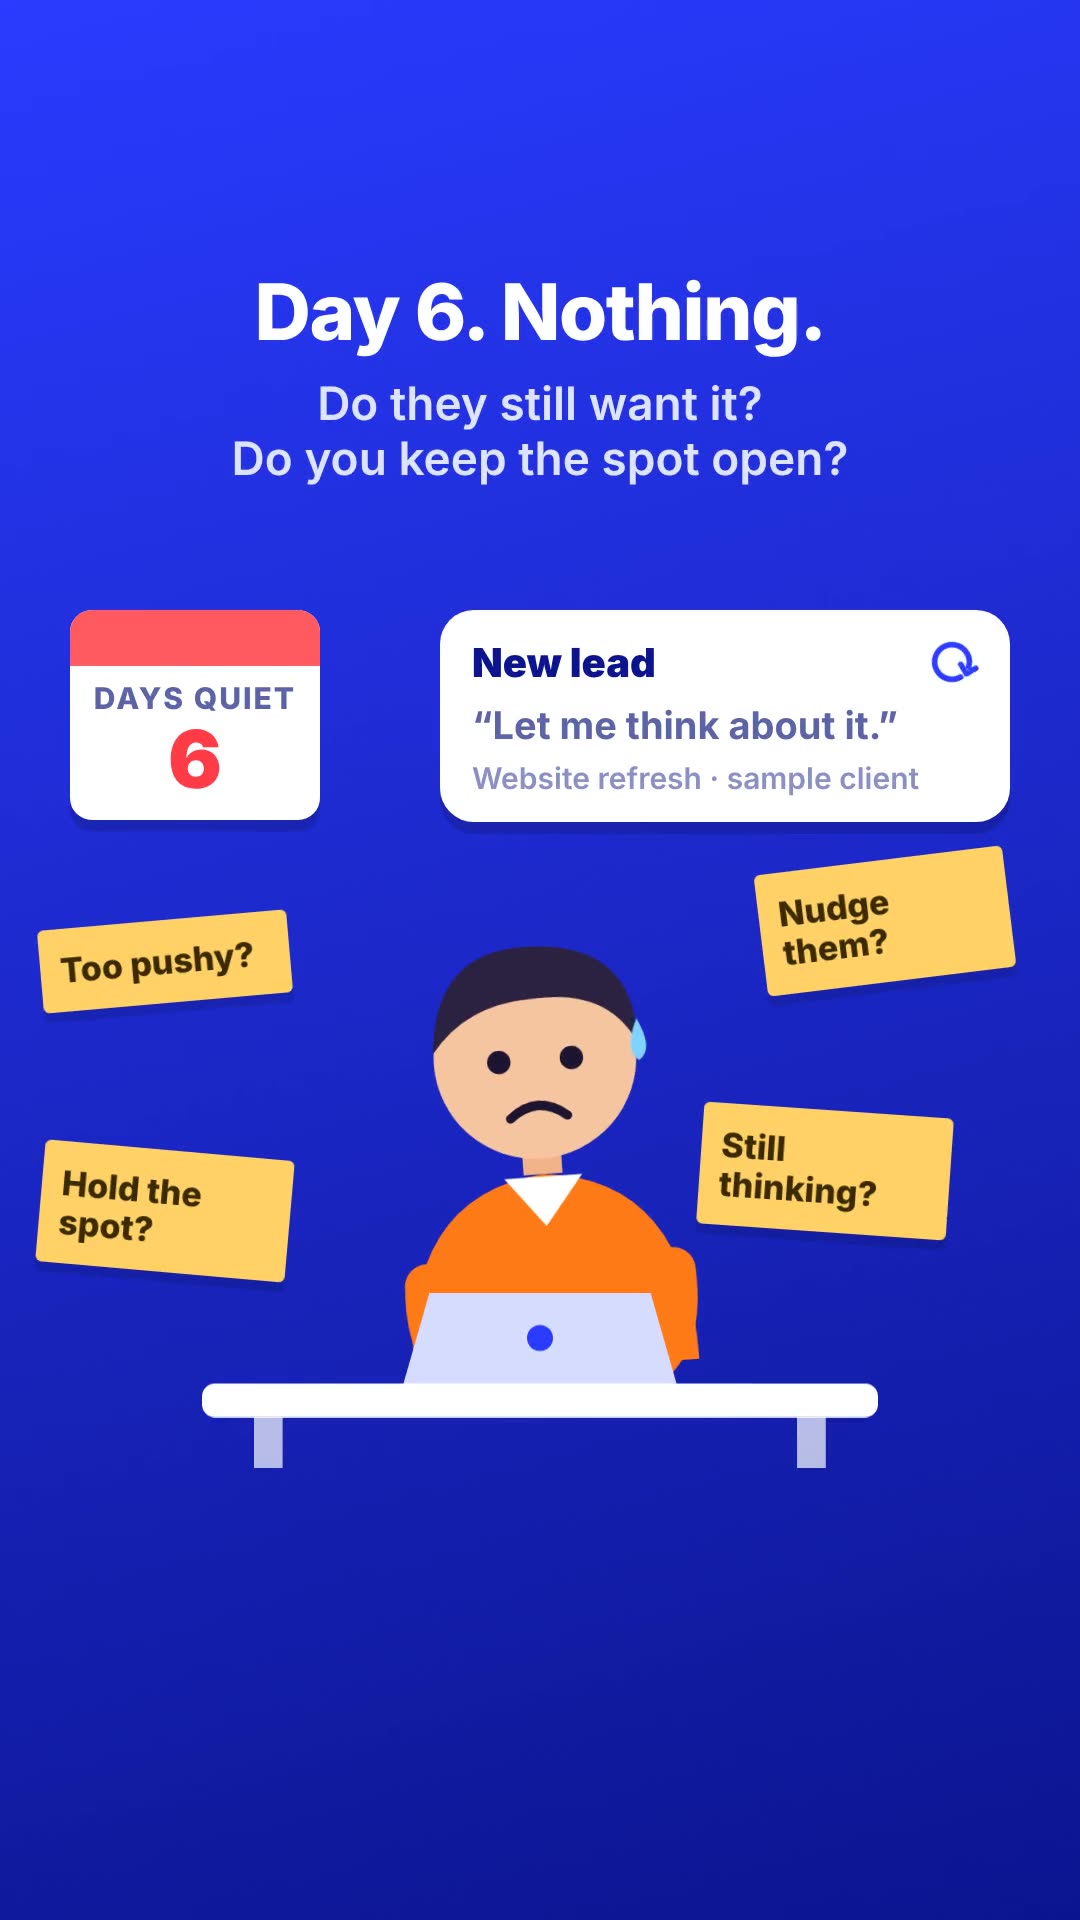 Day 6. Nothing.
Do they still want it?
Do you keep the spot open?
DAYS QUIET
6
New lead
“Let me think about it.”
Website refresh · sample client
Too pushy?
Nudge
them?
Hold the
spot?
Still
thinking?